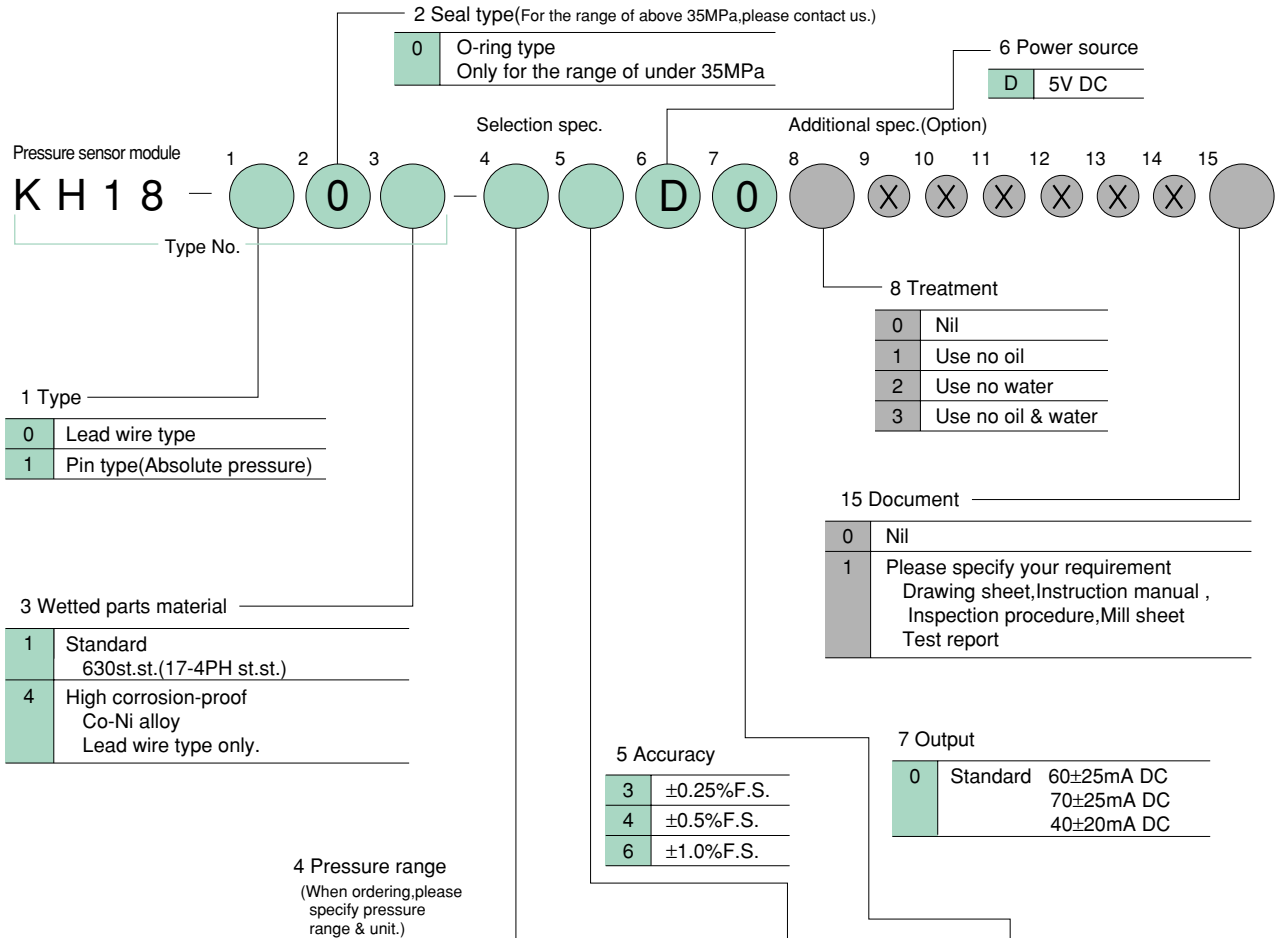 2 Seal type(For the range of above 35MPa,please contact us.)
0 O-ring type
Only for the range of under 35MPa
6 Power source
D 5V DC
Selection spec.
Additional spec.(Option)
Pressure sensor module
1 2 3 4 5 6 7 8 9 10 11 12 13 14 15
KH18 - 0 - D 0 X X X X X X
Type No.
8 Treatment
0 Nil
1 Use no oil
2 Use no water
3 Use no oil & water
1 Type
0 Lead wire type
1 Pin type(Absolute pressure)
15 Document
0 Nil
1 Please specify your requirement
Drawing sheet,Instruction manual ,
Inspection procedure,Mill sheet
Test report
3 Wetted parts material
1 Standard
630st.st.(17-4PH st.st.)
4 High corrosion-proof
Co-Ni alloy
Lead wire type only.
5 Accuracy
3 ±0.25%F.S.
4 ±0.5%F.S.
6 ±1.0%F.S.
7 Output
0 Standard 60±25mA DC
70±25mA DC
40±20mA DC
4 Pressure range
(When ordering,please
specify pressure
range & unit.)